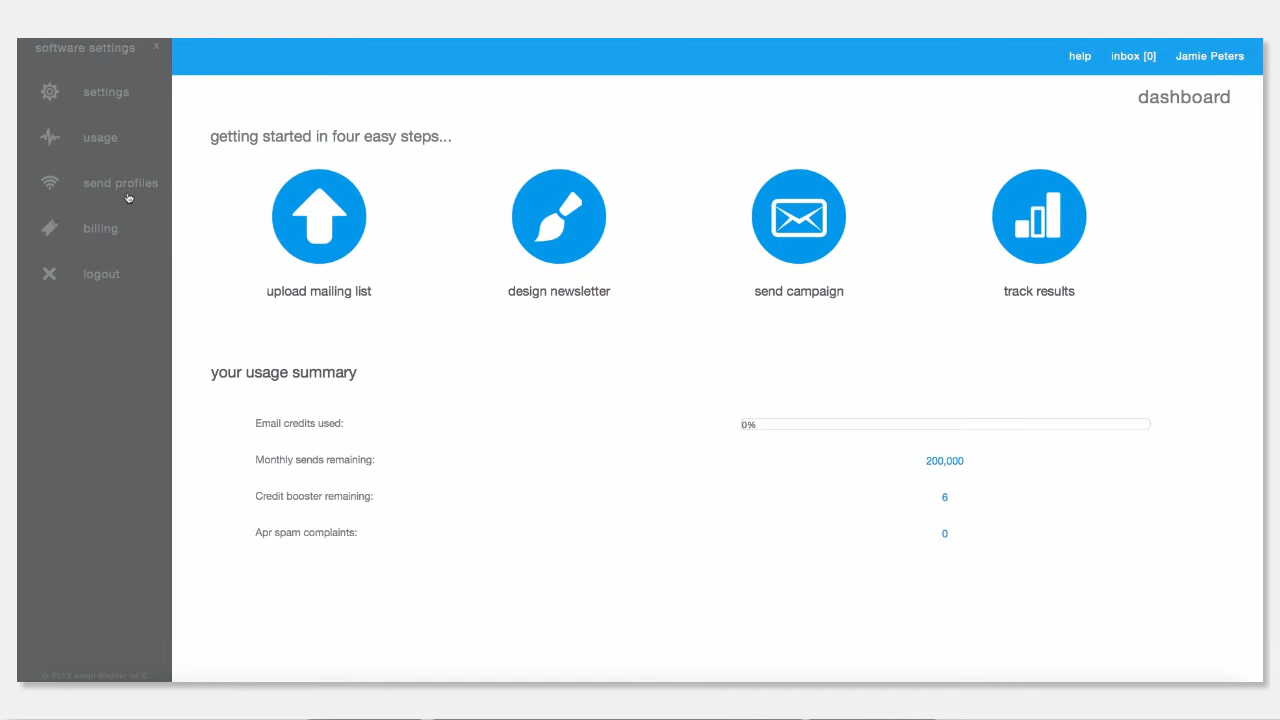 software settings x
help inbox [0] Jamie Peters
settings
usage
send profiles
billing
logout
dashboard
getting started in four easy steps...
upload mailing list
design newsletter
send campaign
track results
your usage summary
Email credits used: 0%
Monthly sends remaining: 200,000
Credit booster remaining: 6
Apr spam complaints: 0